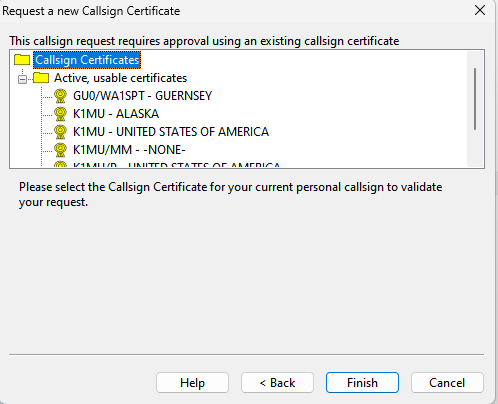 Request a new Callsign Certificate
This callsign request requires approval using an existing callsign certificate
Callsign Certificates
Active, usable certificates
GU0/WA1SPT - GUERNSEY
K1MU - ALASKA
K1MU - UNITED STATES OF AMERICA
K1MU/MM - -NONE-
K1MU/P - UNITED STATES OF AMERICA
Please select the Callsign Certificate for your current personal callsign to validate
your request.
Help
< Back
Finish
Cancel